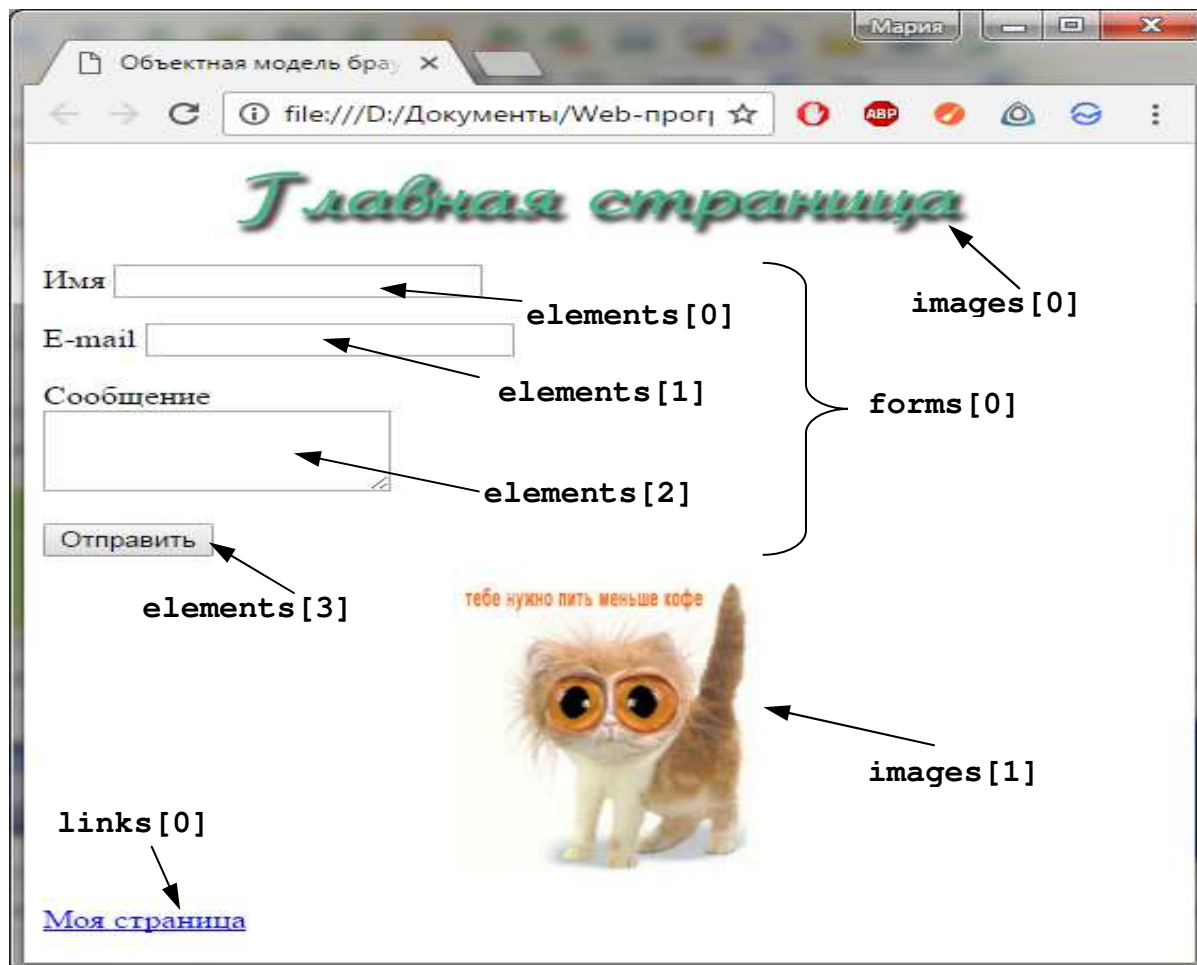 Мария
Объектная модель брау
file:///D:/Документы/Web-прогр
ABP
Главная страница
images[0]
Имя
elements[0]
E-mail
elements[1]
Сообщение
forms[0]
elements[2]
Отправить
elements[3]
тебе нужно пить меньше кофе
images[1]
links[0]
Моя страница